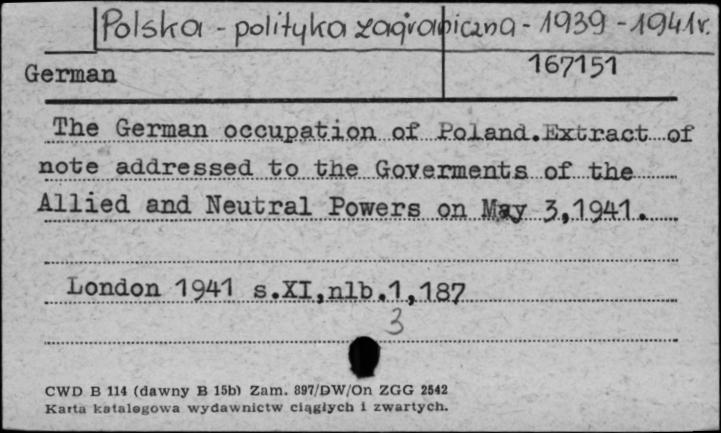 Polska - polityka zagraniczna - 1939 - 1941r.
German
167151
The German occupation of Poland.Extract of
note addressed to the Goverments of the
Allied and Neutral Powers on May 3,1941.
London 1941 s.XI,nlb.1,187
3
CWD B 114 (dawny B 15b) Zam. 897/DW/On ZGG 2542
Karta katalogowa wydawnictw ciągłych i zwartych.